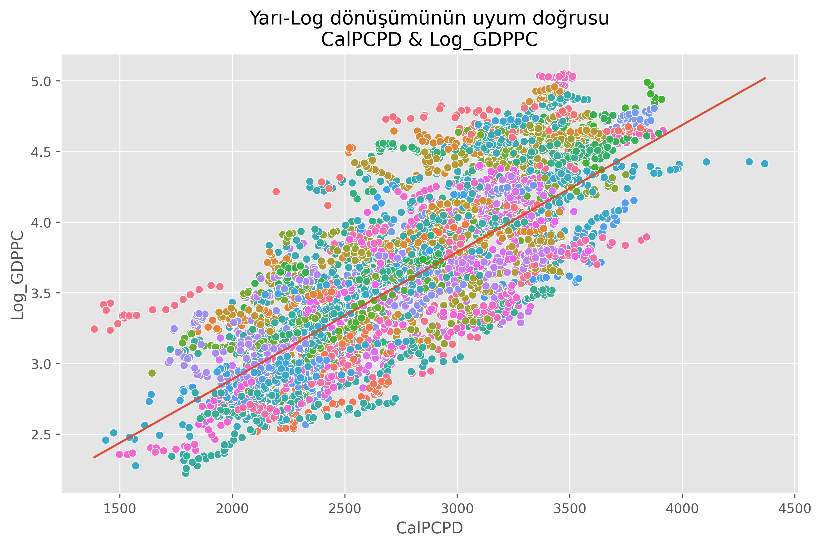 Yarı-Log dönüşümünün uyum doğrusu
CalPCPD & Log_GDPPC
5.0
4.5
4.0
3.5
3.0
2.5
Log_GDPPC
1500 2000 2500 3000 3500 4000 4500
CalPCPD